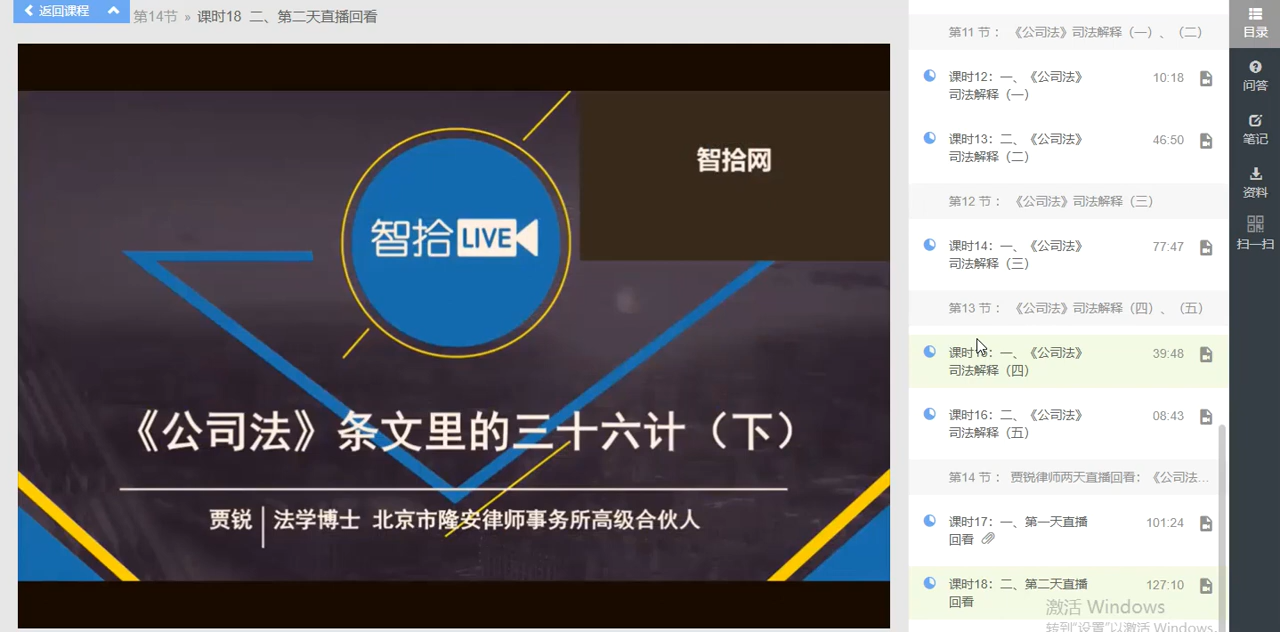 返回课程
第14节 » 课时18 二、第二天直播回看
智拾网
智拾LIVE
《公司法》条文里的三十六计（下）
贾锐 法学博士 北京市隆安律师事务所高级合伙人
第11 节： 《公司法》司法解释（一）、（二）
课时12：一、《公司法》 10:18
司法解释（一）
课时13：二、《公司法》 46:50
司法解释（二）
第12 节： 《公司法》司法解释（三）
课时14：一、《公司法》 77:47
司法解释（三）
第13 节： 《公司法》司法解释（四）、（五）
课时15：一、《公司法》 39:48
司法解释（四）
课时16：二、《公司法》 08:43
司法解释（五）
第14 节： 贾锐律师两天直播回看：《公司法...
课时17：一、第一天直播 101:24
回看
课时18：二、第二天直播 127:10
回看
激活 Windows
转到“设置”以激活 Windows。
目录
问答
笔记
资料
扫一扫